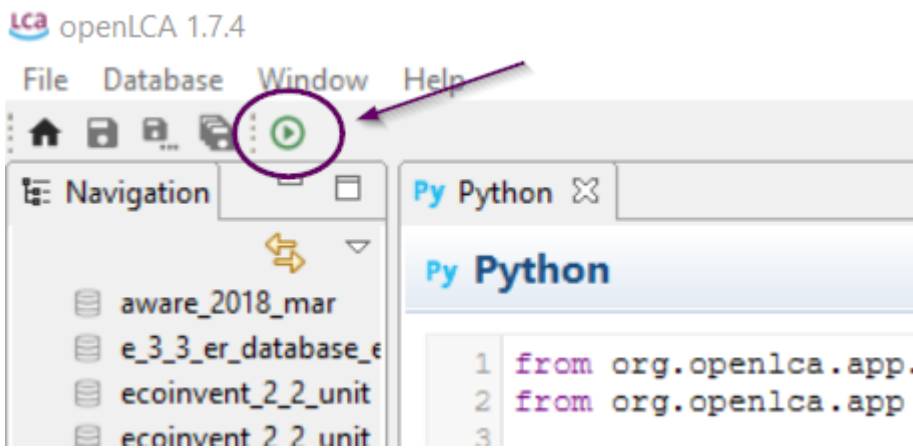 LCa openLCA 1.7.4
File Database Window Help
Navigation
Py Python
Py Python
aware_2018_mar
e_3_3_er_database_e
ecoinvent_2_2_unit
ecoinvent_2_2_unit
1 from org.openlca.app.
2 from org.openlca.app
3